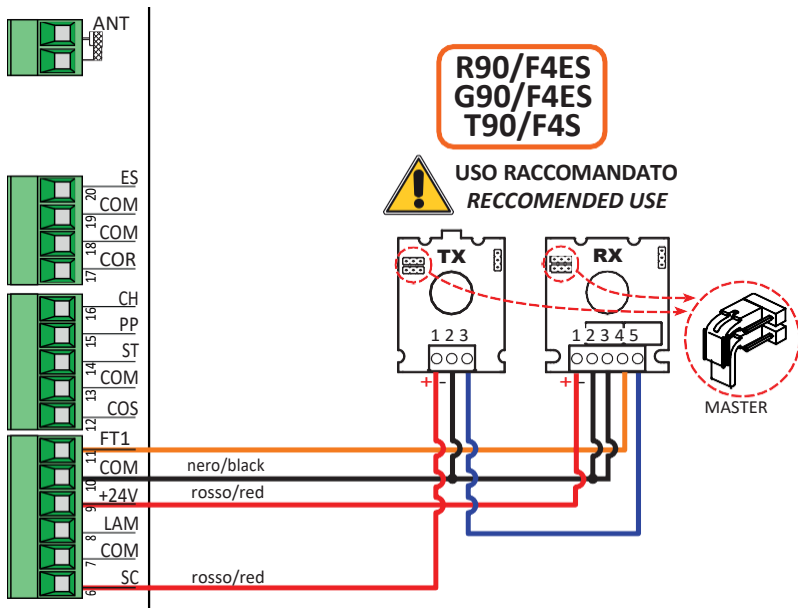 ANT
R90/F4ES
G90/F4ES
T90/F4S
USO RACCOMANDATO
RECCOMENDED USE
ES
20
COM
19
COM
18
COR
17
CH
16
PP
15
ST
14
COM
13
COS
12
FT1
11
COM
10
+24V
9
LAM
8
COM
7
SC
6
nero/black
rosso/red
rosso/red
TX
1 2 3
+ -
RX
1 2 3 4 5
+ -
MASTER